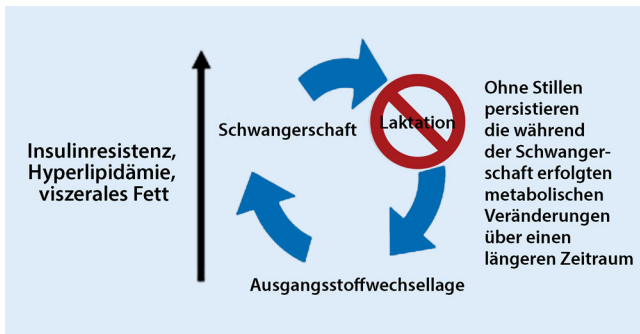 Insulinresistenz,
Hyperlipidämie,
viszerales Fett
Schwangerschaft
Laktation
Ausgangsstoffwechsellage
Ohne Stillen
persistieren
die während
der Schwanger-
schaft erfolgten
metabolischen
Veränderungen
über einen
längeren Zeitraum